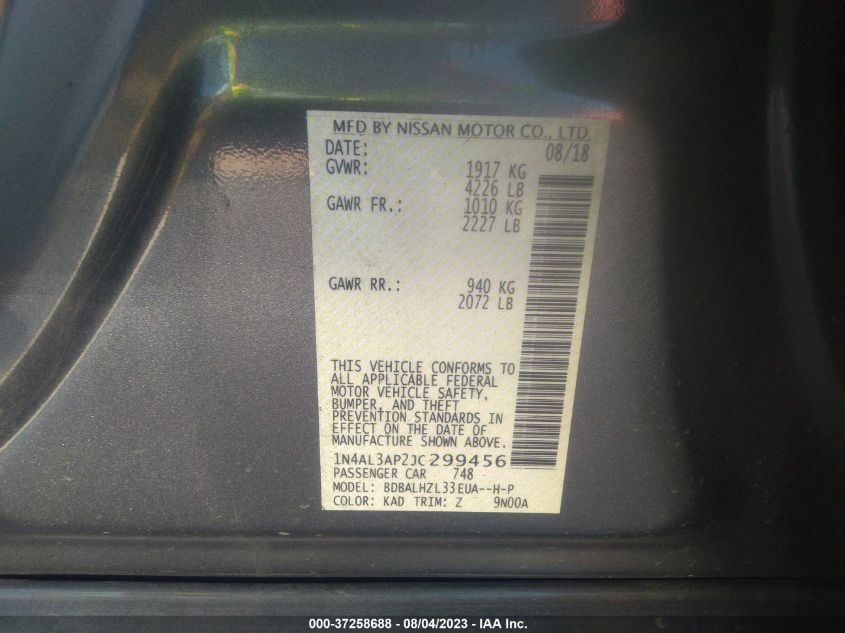 MFD BY NISSAN MOTOR CO., LTD.
DATE: 08/18
GVWR: 1917 KG
4226 LB
GAWR FR.: 1010 KG
2227 LB
GAWR RR.: 940 KG
2072 LB
THIS VEHICLE CONFORMS TO
ALL APPLICABLE FEDERAL
MOTOR VEHICLE SAFETY,
BUMPER, AND THEFT
PREVENTION STANDARDS IN
EFFECT ON THE DATE OF
MANUFACTURE SHOWN ABOVE.
1N4AL3AP2JC299456
PASSENGER CAR 748
MODEL: BDBALHZL33EUA--H-P
COLOR: KAD TRIM: Z 9N00A
000-37258688 - 08/04/2023 - IAA Inc.